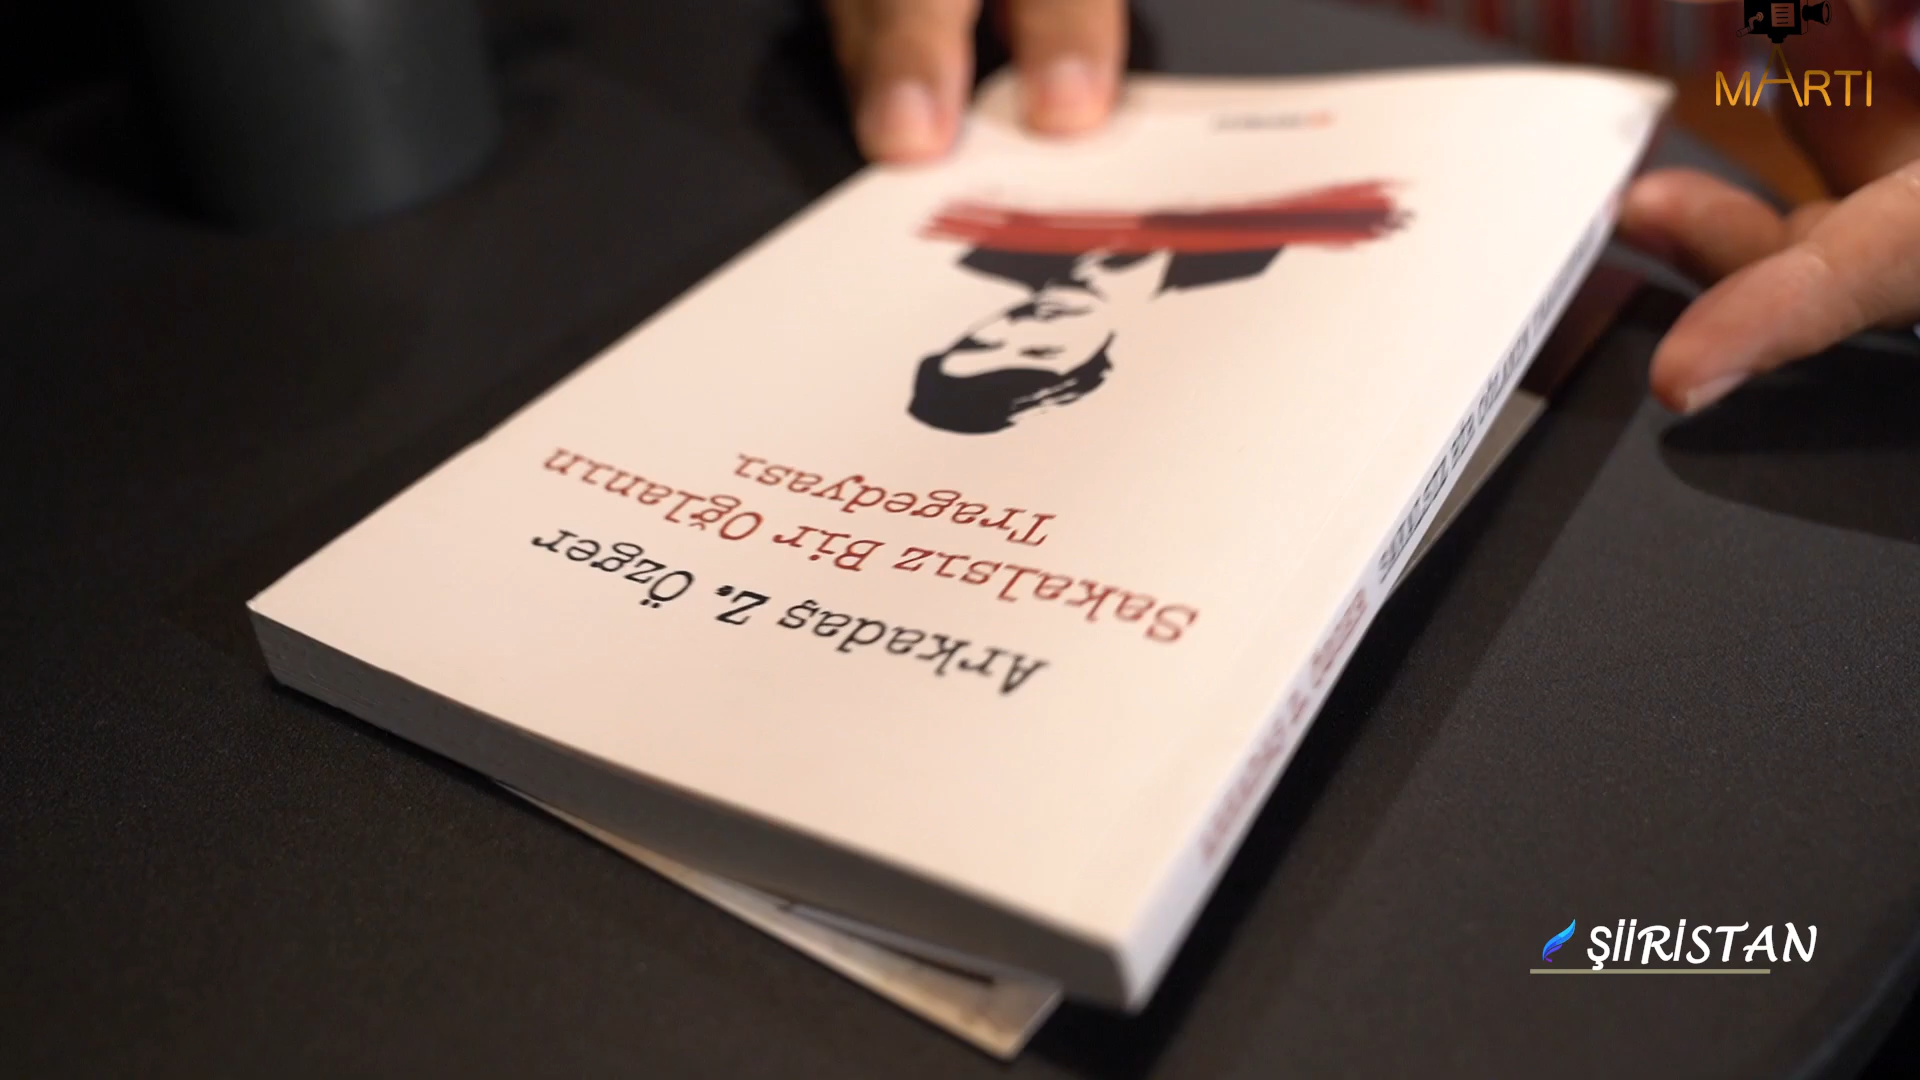 MARTI
Arkadaş Z. Özger
Sakalsız Bir Oğlanın
Tragedyası
ŞİİRİSTAN